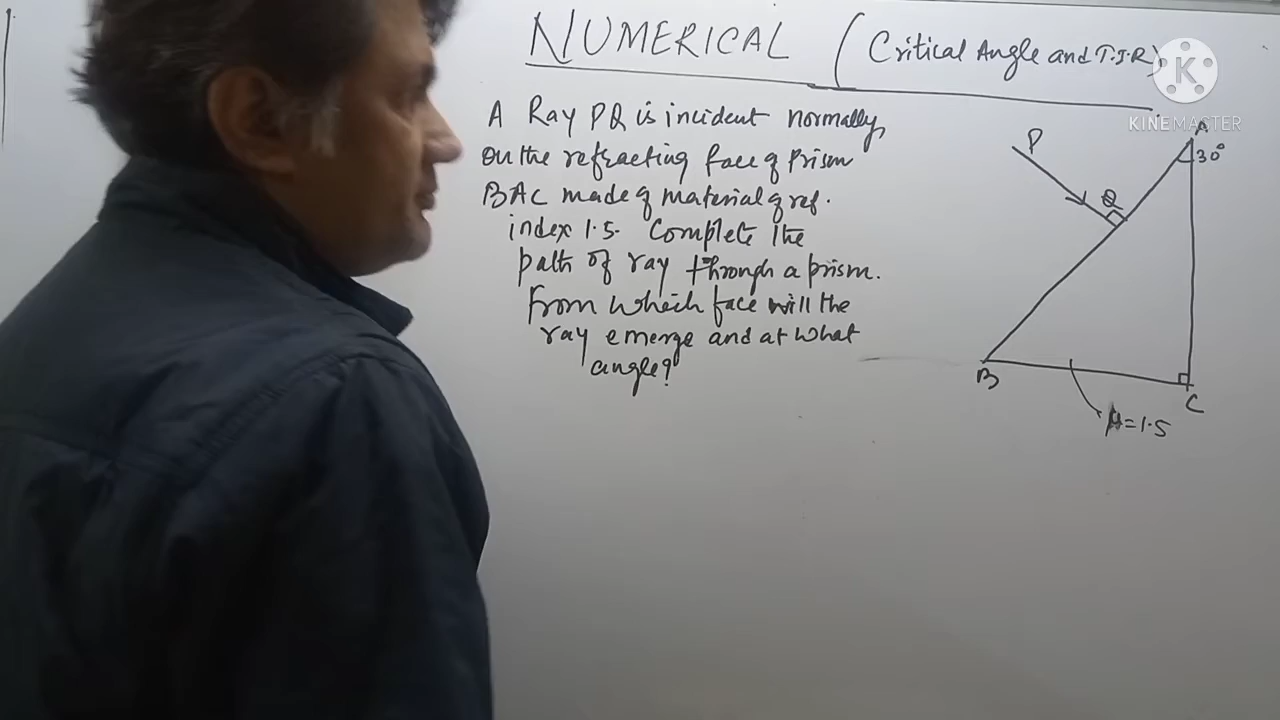 NUMERICAL (Critical Angle and T.I.R)
K
KINEMASTER
A Ray PQ is incident normally,
on the refracting face of Prism
BAC made of material of ref.
index 1.5. Complete the
path of ray through a prism.
From which face will the
ray emerge and at what
angle?
A
30°
P
Q
B
C
μ=1.5